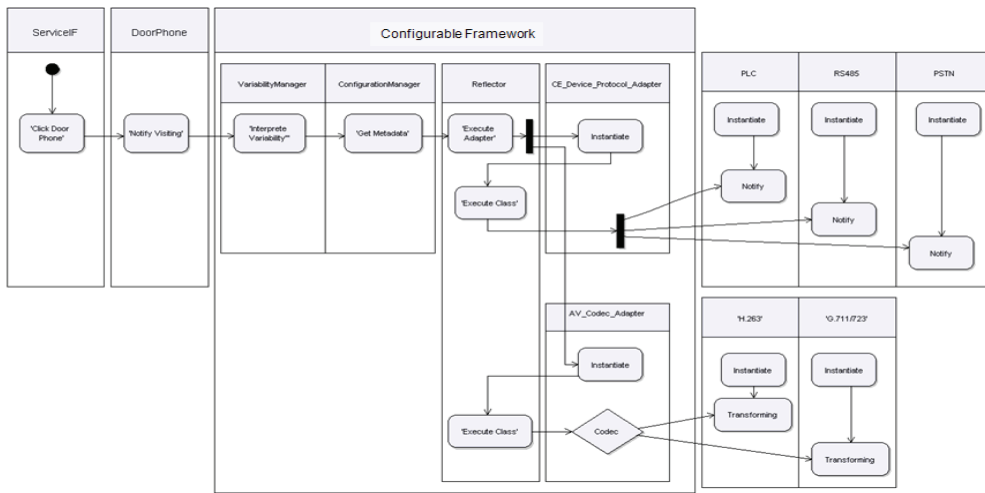 ServiceIF
DoorPhone
Configurable Framework
VariabilityManager
ConfigurationManager
Reflector
CE_Device_Protocol_Adapter
PLC
RS485
PSTN
'Click Door
Phone'
'Notify Visiting'
'Interprete
Variability''
'Get Metadata'
'Execute
Adapter'
Instantiate
Instantiate
Instantiate
Instantiate
'Execute Class'
Notify
Notify
Notify
AV_Codec_Adapter
'H.263'
'G.711/723'
Instantiate
Instantiate
Instantiate
'Execute Class'
Codec
Transforming
Transforming